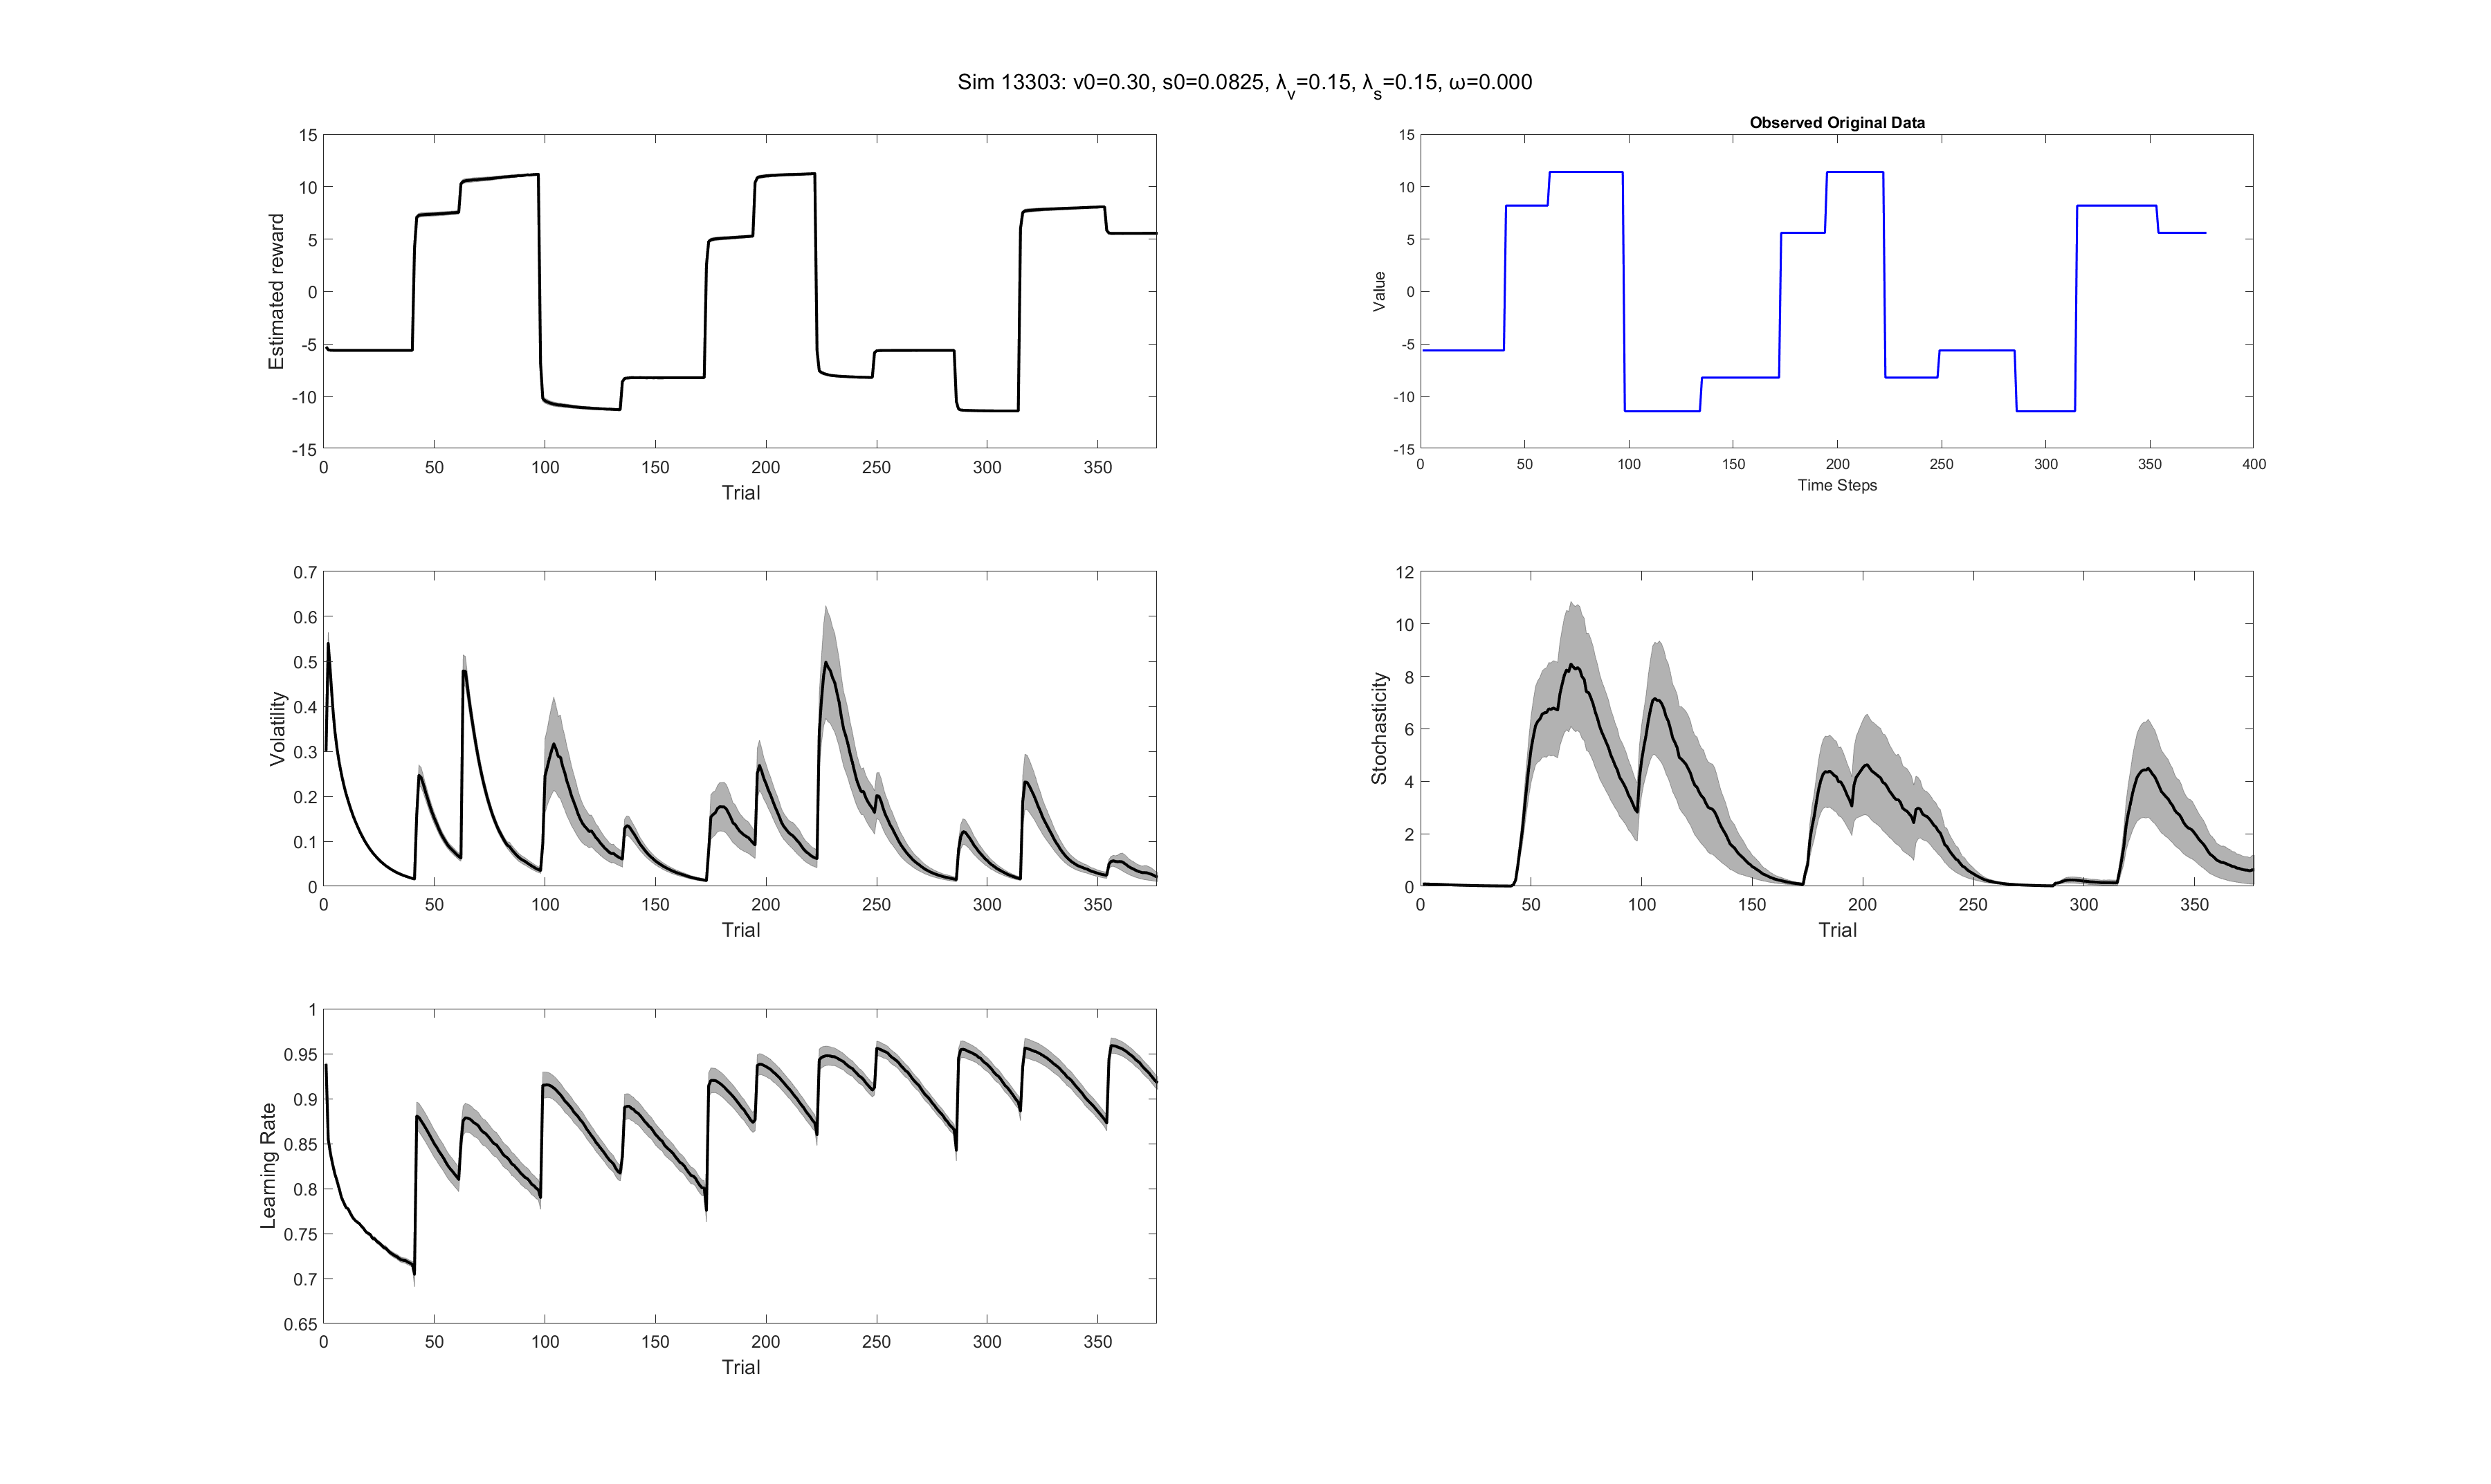 Sim 13303: v0=0.30, s0=0.0825, λv=0.15, λs=0.15, ω=0.000
15
10
5
0
-5
-10
-15
Estimated reward
0 50 100 150 200 250 300 350
Trial
Observed Original Data
15
10
5
0
-5
-10
-15
Value
0 50 100 150 200 250 300 350 400
Time Steps
0.7
0.6
0.5
0.4
0.3
0.2
0.1
0
Volatility
0 50 100 150 200 250 300 350
Trial
12
10
8
6
4
2
0
Stochasticity
0 50 100 150 200 250 300 350
Trial
1
0.95
0.9
0.85
0.8
0.75
0.7
0.65
Learning Rate
0 50 100 150 200 250 300 350
Trial